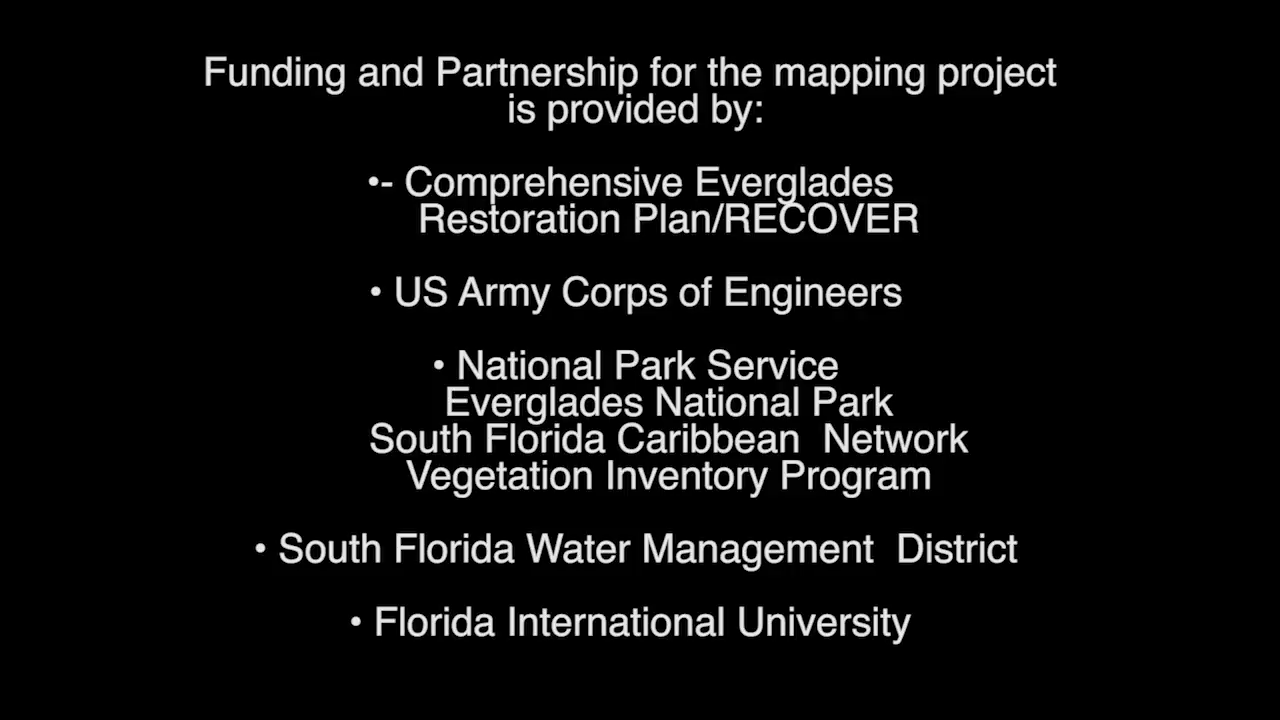 Funding and Partnership for the mapping project
is provided by:
•- Comprehensive Everglades
Restoration Plan/RECOVER
• US Army Corps of Engineers
• National Park Service
Everglades National Park
South Florida Caribbean  Network
Vegetation Inventory Program
• South Florida Water Management  District
• Florida International University